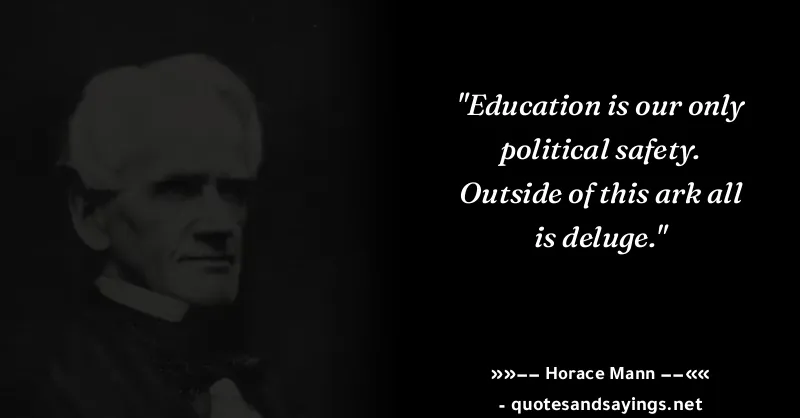 "Education is our only
political safety.
Outside of this ark all
is deluge."
»»−− Horace Mann −−««
- quotesandsayings.net